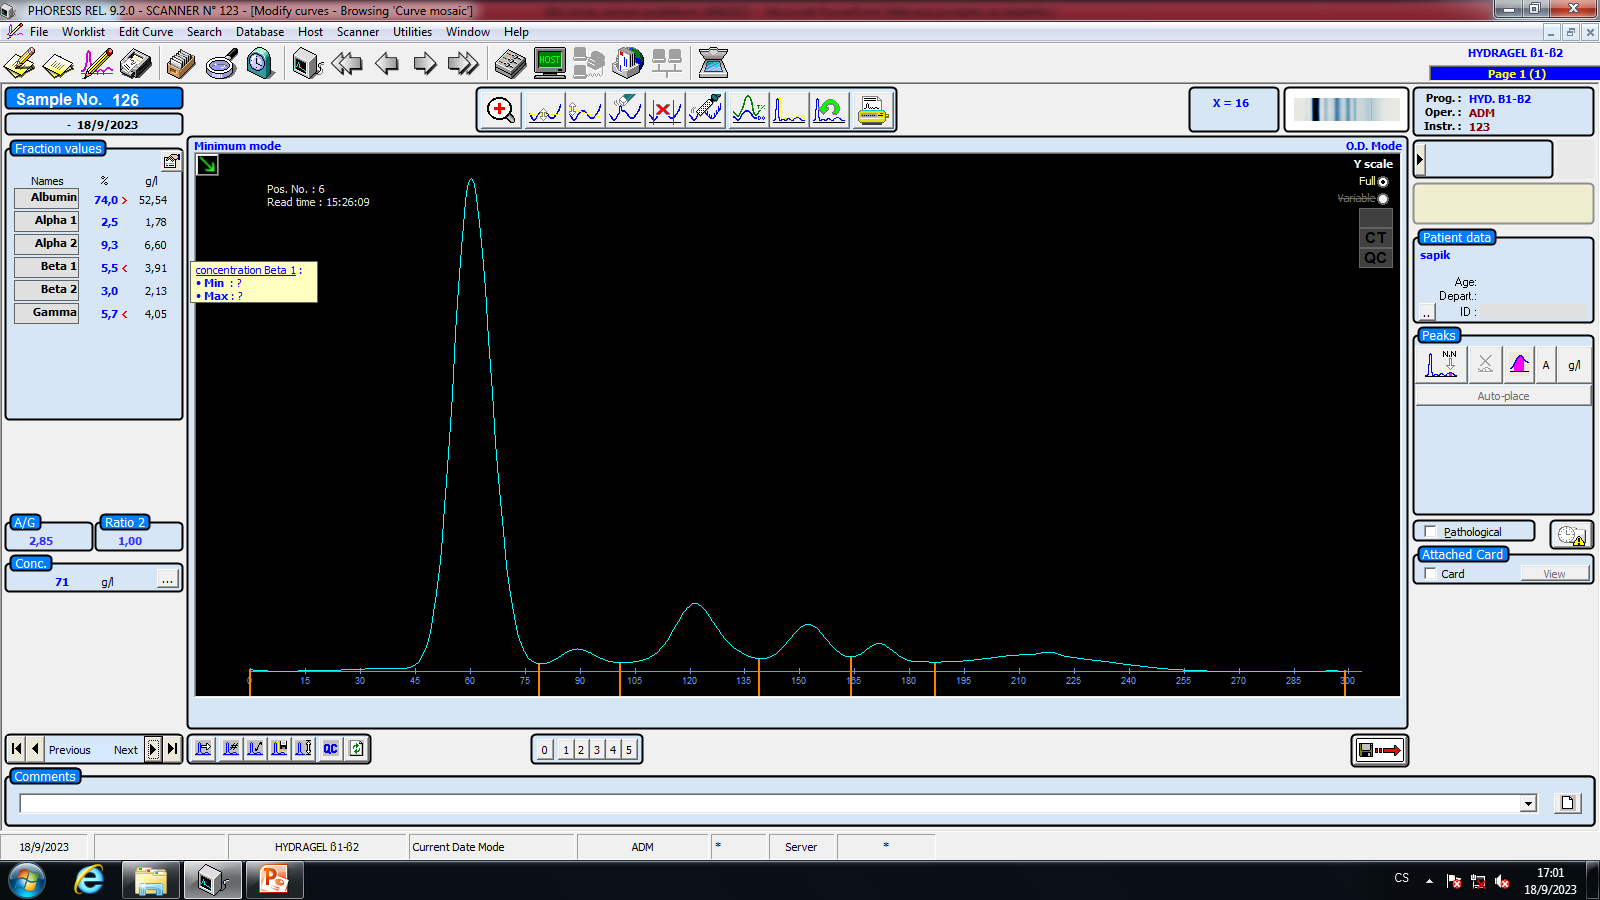 PHORESIS REL. 9.2.0 - SCANNER N° 123 - [Modify curves - Browsing 'Curve mosaic']
File Worklist Edit Curve Search Database Host Scanner Utilities Window Help
HOST
HYDRAGEL ß1-ß2
Page 1 (1)
Sample No. 126
- 18/9/2023
X = 16
Prog.: HYD. B1-B2
Oper.: ADM
Instr.: 123
Fraction values
Names % g/l
Albumin 74,0 > 52,54
Alpha 1 2,5 1,78
Alpha 2 9,3 6,60
Beta 1 5,5 < 3,91
Beta 2 3,0 2,13
Gamma 5,7 < 4,05
Minimum mode
O.D. Mode
Y scale
Full
Variable
CT
QC
Pos. No. : 6
Read time : 15:26:09
concentration Beta 1 :
• Min : ?
• Max : ?
0 15 30 45 60 75 90 105 120 135 150 165 180 195 210 225 240 255 270 285 300
Patient data
sapik
Age:
Depart.:
.. ID :
Peaks
N.N
A g/l
Auto-place
A/G
2,85
Ratio 2
1,00
Conc.
71 g/l ...
Pathological
Attached Card
Card View
Previous Next
QC
0 1 2 3 4 5
Comments
18/9/2023 HYDRAGEL ß1-ß2 Current Date Mode ADM * Server *
CS
17:01
18/9/2023